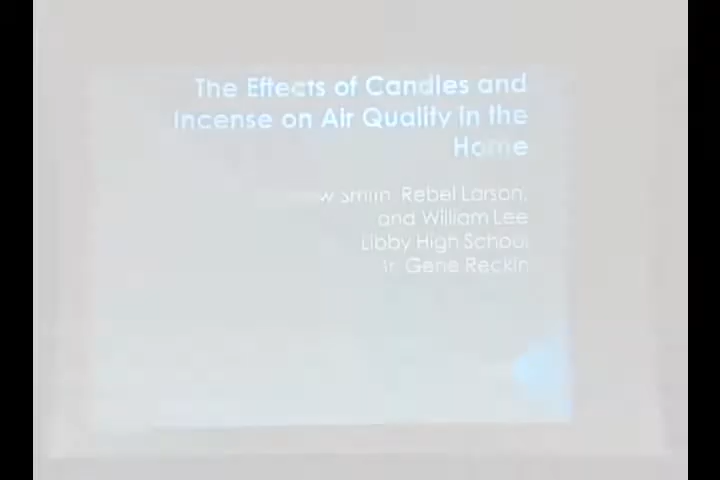 The Effects of Candles and
Incense on Air Quality in the
Home
Smith, Rebel Larson,
and William Lee
Libby High School
Gene Reckin